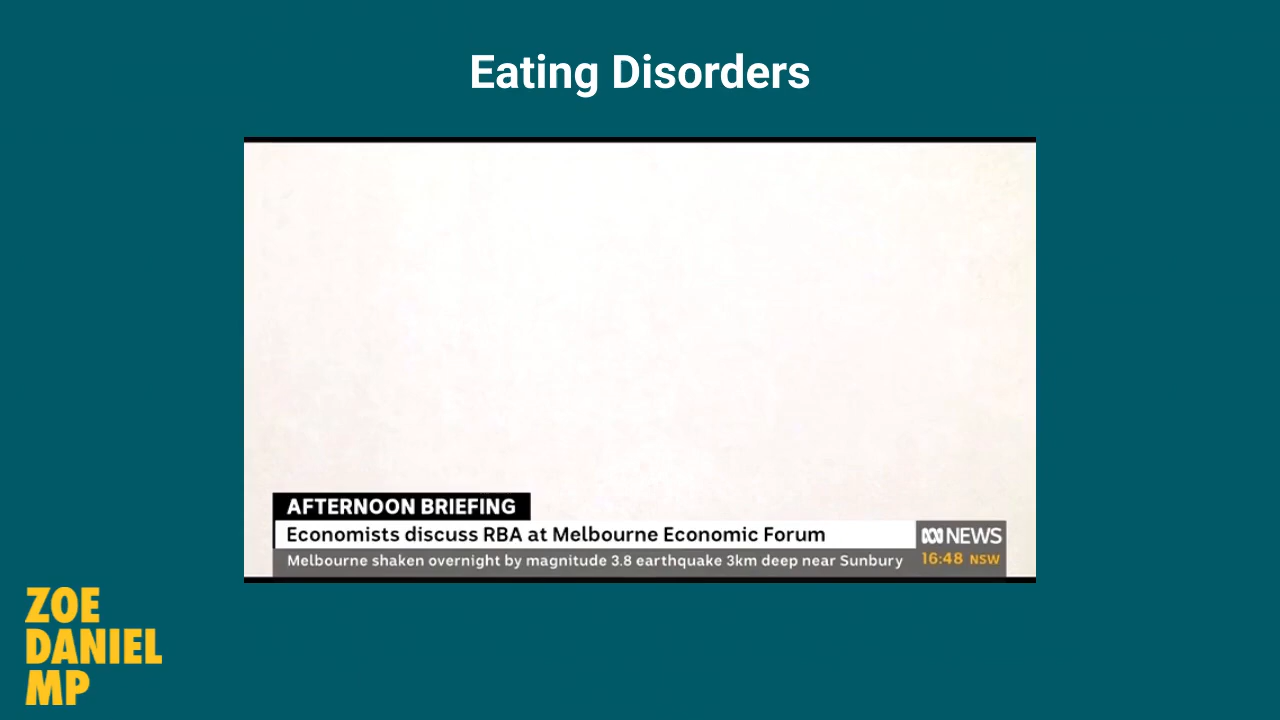 Eating Disorders
AFTERNOON BRIEFING
Economists discuss RBA at Melbourne Economic Forum
NEWS
Melbourne shaken overnight by magnitude 3.8 earthquake 3km deep near Sunbury
16:48 NSW
ZOE
DANIEL
MP